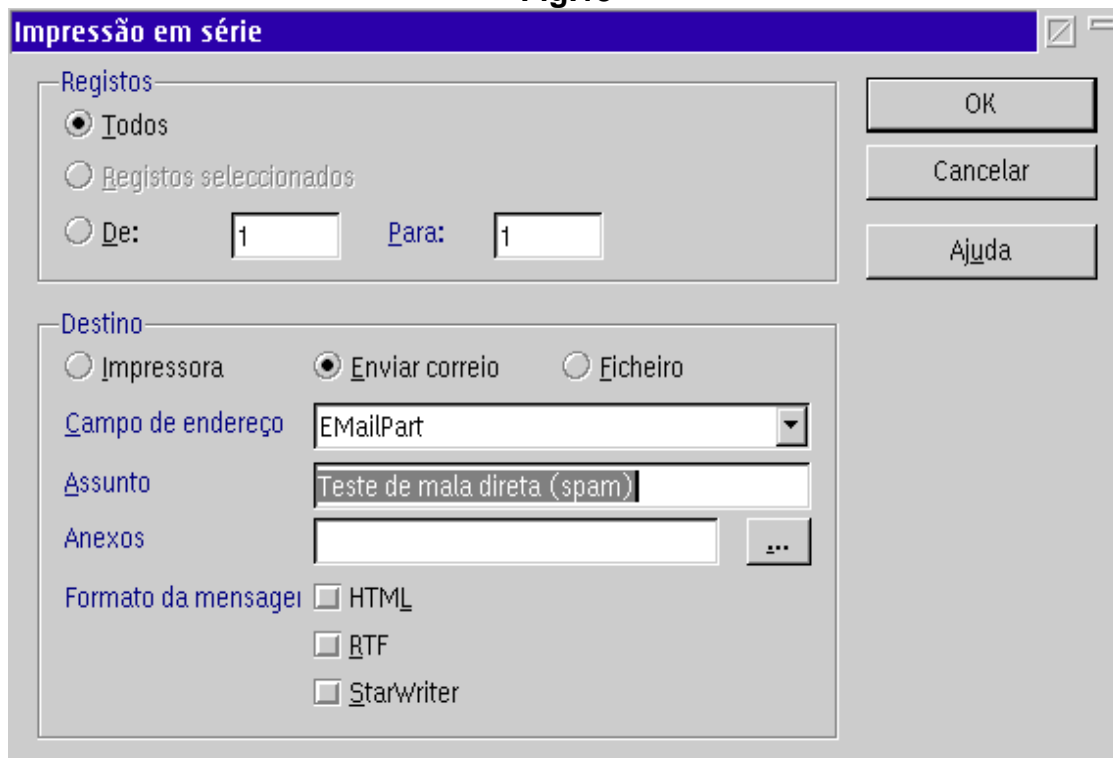 Impressão em série
Registos
Todos
Registos seleccionados
De: 1 Para: 1
OK
Cancelar
Ajuda
Destino
Impressora Enviar correio Ficheiro
Campo de endereço EMailPart
Assunto Teste de mala direta (spam)
Anexos ...
Formato da mensager HTML
RTF
StarWriter